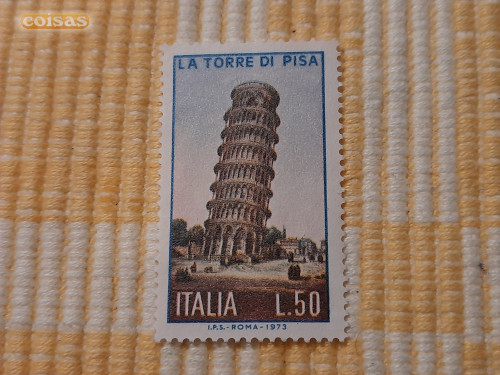 coisas
LA TORRE DI PISA
ITALIA L.50
I.P.S.-ROMA-1973